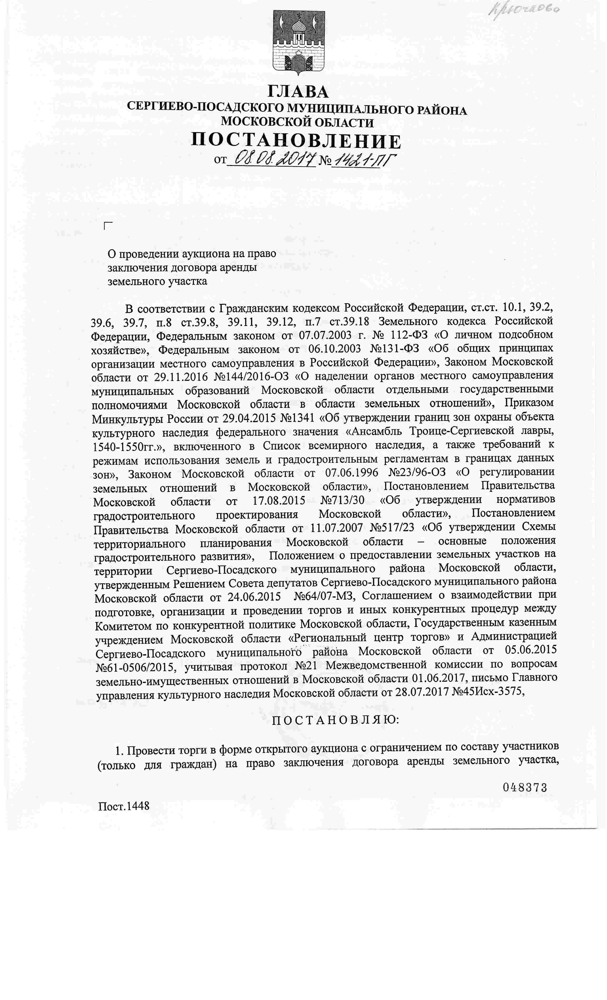 Крючково
ГЛАВА
СЕРГИЕВО-ПОСАДСКОГО МУНИЦИПАЛЬНОГО РАЙОНА
МОСКОВСКОЙ ОБЛАСТИ
ПОСТАНОВЛЕНИЕ
от 08.08.2017 № 1421-ПГ
О проведении аукциона на право
заключения договора аренды
земельного участка
В соответствии с Гражданским кодексом Российской Федерации, ст.ст. 10.1, 39.2,
39.6, 39.7, п.8 ст.39.8, 39.11, 39.12, п.7 ст.39.18 Земельного кодекса Российской
Федерации, Федеральным законом от 07.07.2003 г. № 112-ФЗ «О личном подсобном
хозяйстве», Федеральным законом от 06.10.2003 №131-ФЗ «Об общих принципах
организации местного самоуправления в Российской Федерации», Законом Московской
области от 29.11.2016 №144/2016-ОЗ «О наделении органов местного самоуправления
муниципальных образований Московской области отдельными государственными
полномочиями Московской области в области земельных отношений», Приказом
Минкультуры России от 29.04.2015 №1341 «Об утверждении границ зон охраны объекта
культурного наследия федерального значения «Ансамбль Троице-Сергиевской лавры,
1540-1550гг.», включенного в Список всемирного наследия, а также требований к
режимам использования земель и градостроительным регламентам в границах данных
зон», Законом Московской области от 07.06.1996 №23/96-ОЗ «О регулировании
земельных отношений в Московской области», Постановлением Правительства
Московской области от 17.08.2015 №713/30 «Об утверждении нормативов
градостроительного проектирования Московской области», Постановлением
Правительства Московской области от 11.07.2007 №517/23 «Об утверждении Схемы
территориального планирования Московской области – основные положения
градостроительного развития», Положением о предоставлении земельных участков на
территории Сергиево-Посадского муниципального района Московской области,
утвержденным Решением Совета депутатов Сергиево-Посадского муниципального района
Московской области от 24.06.2015 №64/07-МЗ, Соглашением о взаимодействии при
подготовке, организации и проведении торгов и иных конкурентных процедур между
Комитетом по конкурентной политике Московской области, Государственным казенным
учреждением Московской области «Региональный центр торгов» и Администрацией
Сергиево-Посадского муниципального района Московской области от 05.06.2015
№61-0506/2015, учитывая протокол №21 Межведомственной комиссии по вопросам
земельно-имущественных отношений в Московской области 01.06.2017, письмо Главного
управления культурного наследия Московской области от 28.07.2017 №45Исх-3575,
П О С Т А Н О В Л Я Ю:
1. Провести торги в форме открытого аукциона с ограничением по составу участников
(только для граждан) на право заключения договора аренды земельного участка,
048373
Пост.1448